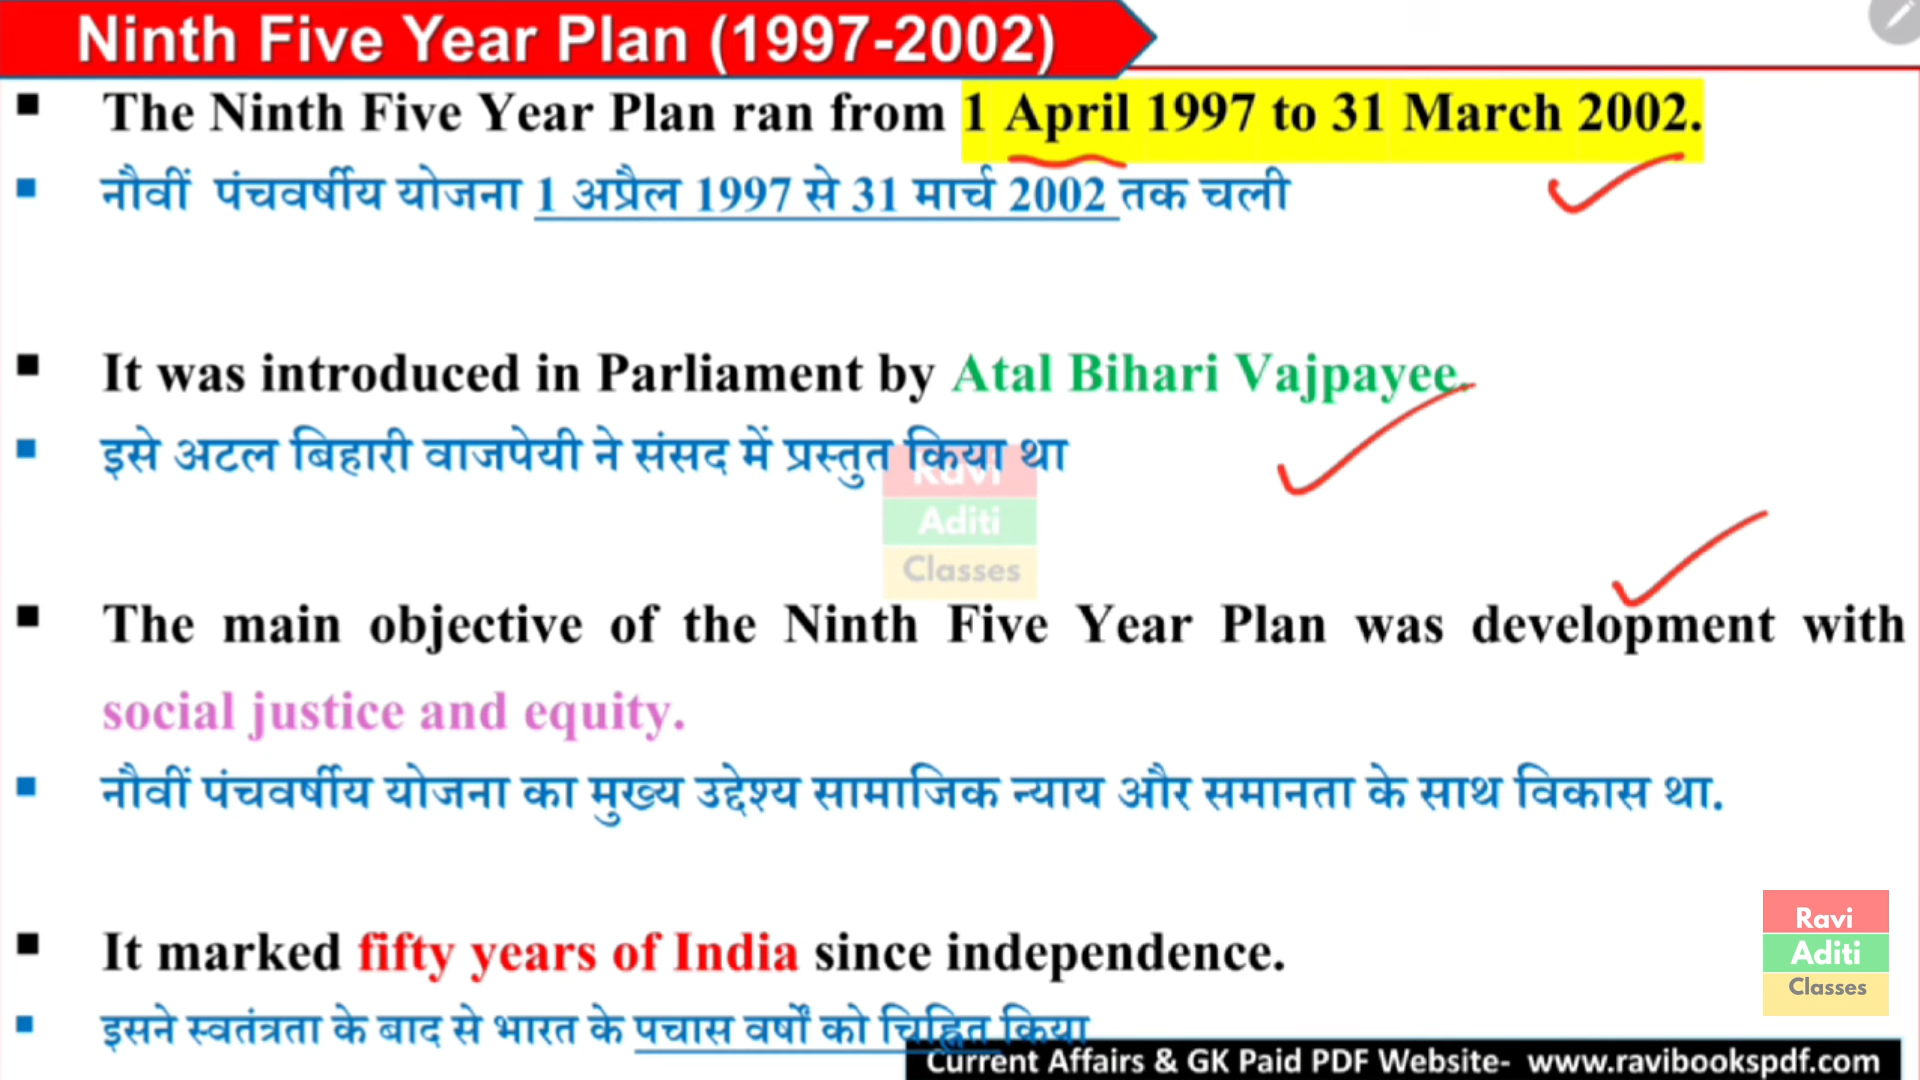 Ninth Five Year Plan (1997-2002)
The Ninth Five Year Plan ran from 1 April 1997 to 31 March 2002.
नौवीं पंचवर्षीय योजना 1 अप्रैल 1997 से 31 मार्च 2002 तक चली
It was introduced in Parliament by Atal Bihari Vajpayee.
इसे अटल बिहारी वाजपेयी ने संसद में प्रस्तुत किया था
Ravi
Aditi
Classes
The main objective of the Ninth Five Year Plan was development with
social justice and equity.
नौवीं पंचवर्षीय योजना का मुख्य उद्देश्य सामाजिक न्याय और समानता के साथ विकास था.
It marked fifty years of India since independence.
इसने स्वतंत्रता के बाद से भारत के पचास वर्षों को चिह्नित किया
Ravi
Aditi
Classes
Current Affairs & GK Paid PDF Website- www.ravibookspdf.com